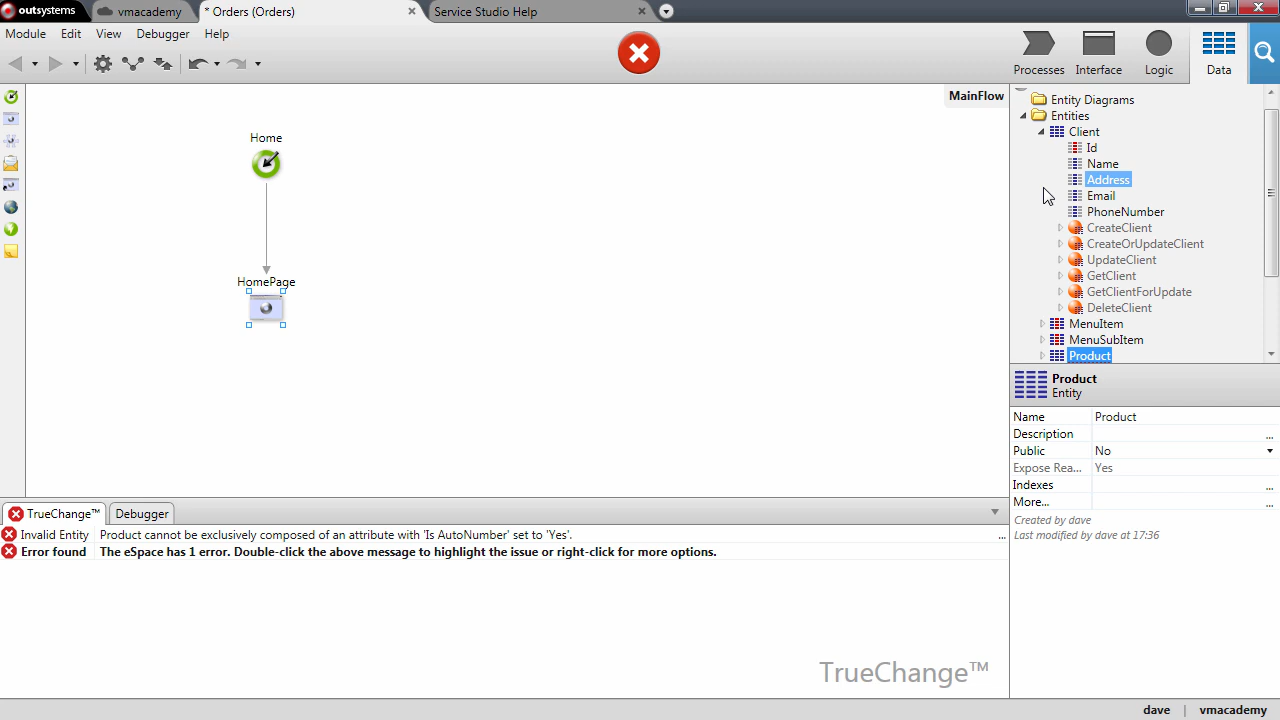 outsystems
vmacademy
* Orders (Orders)
Service Studio Help
Module Edit View Debugger Help
Processes
Interface
Logic
Data
MainFlow
Home
HomePage
Entity Diagrams
Entities
Client
Id
Name
Address
Email
PhoneNumber
CreateClient
CreateOrUpdateClient
UpdateClient
GetClient
GetClientForUpdate
DeleteClient
MenuItem
MenuSubItem
Product
Product
Entity
Name Product
Description ...
Public No
Expose Rea... Yes
Indexes ...
More... ...
Created by dave
Last modified by dave at 17:36
TrueChange™ Debugger
Invalid Entity Product cannot be exclusively composed of an attribute with 'Is AutoNumber' set to 'Yes'. ...
Error found The eSpace has 1 error. Double-click the above message to highlight the issue or right-click for more options.
TrueChange™
dave | vmacademy